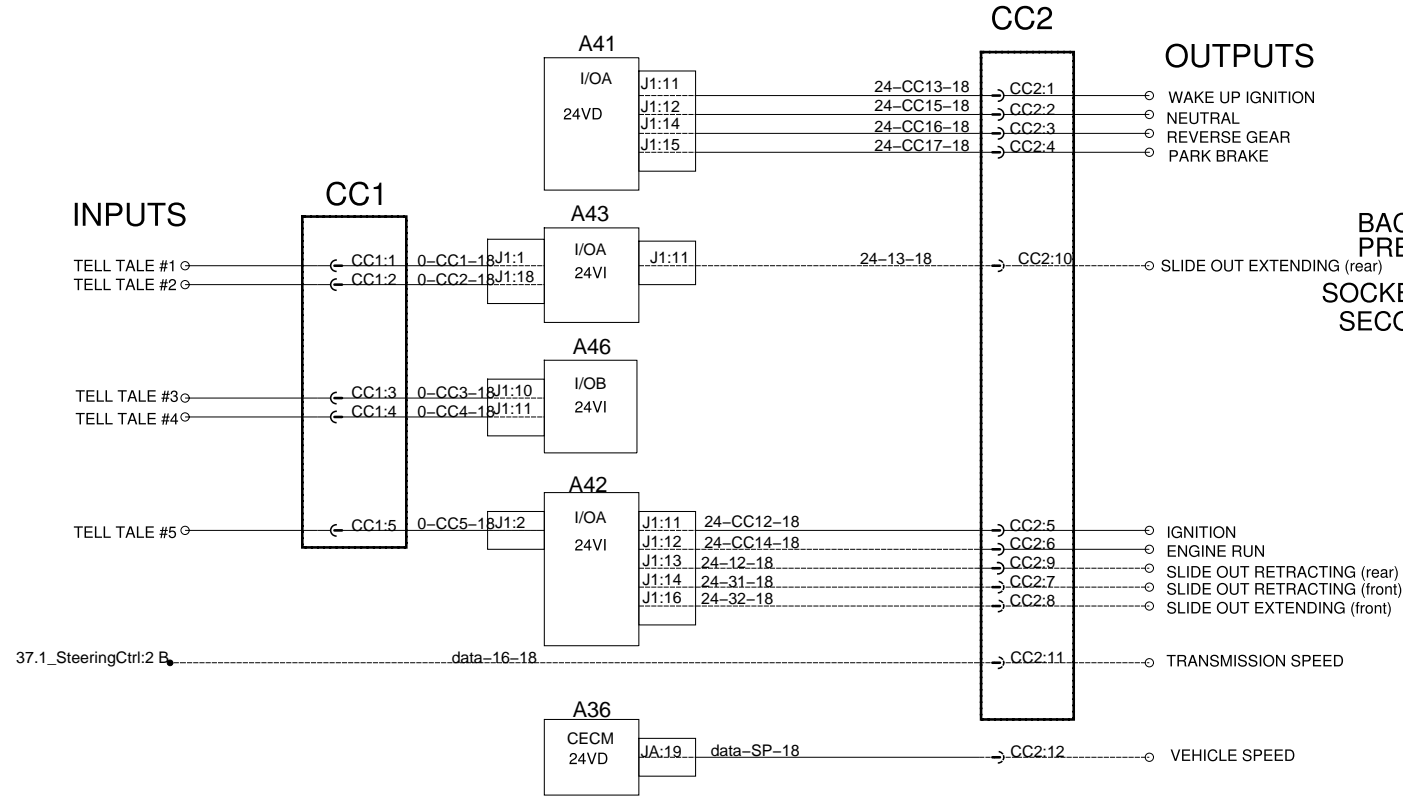 CC2
OUTPUTS
A41
I/OA
24VD
J1:11 24–CC13–18 CC2:1 WAKE UP IGNITION
J1:12 24–CC15–18 CC2:2 NEUTRAL
J1:14 24–CC16–18 CC2:3 REVERSE GEAR
J1:15 24–CC17–18 CC2:4 PARK BRAKE
CC1
INPUTS
A43
I/OA
24VI
TELL TALE #1 CC1:1 0–CC1–18 J1:1 J1:11 24–13–18 CC2:10 SLIDE OUT EXTENDING (rear)
TELL TALE #2 CC1:2 0–CC2–18 J1:18
BAC
PRE
SOCKE
SECO
A46
I/OB
24VI
TELL TALE #3 CC1:3 0–CC3–18 J1:10
TELL TALE #4 CC1:4 0–CC4–18 J1:11
A42
I/OA
24VI
TELL TALE #5 CC1:5 0–CC5–18 J1:2 J1:11 24–CC12–18 CC2:5 IGNITION
J1:12 24–CC14–18 CC2:6 ENGINE RUN
J1:13 24–12–18 CC2:9 SLIDE OUT RETRACTING (rear)
J1:14 24–31–18 CC2:7 SLIDE OUT RETRACTING (front)
J1:16 24–32–18 CC2:8 SLIDE OUT EXTENDING (front)
37.1_SteeringCtrl:2 B data–16–18 CC2:11 TRANSMISSION SPEED
A36
CECM
24VD
JA:19 data–SP–18 CC2:12 VEHICLE SPEED